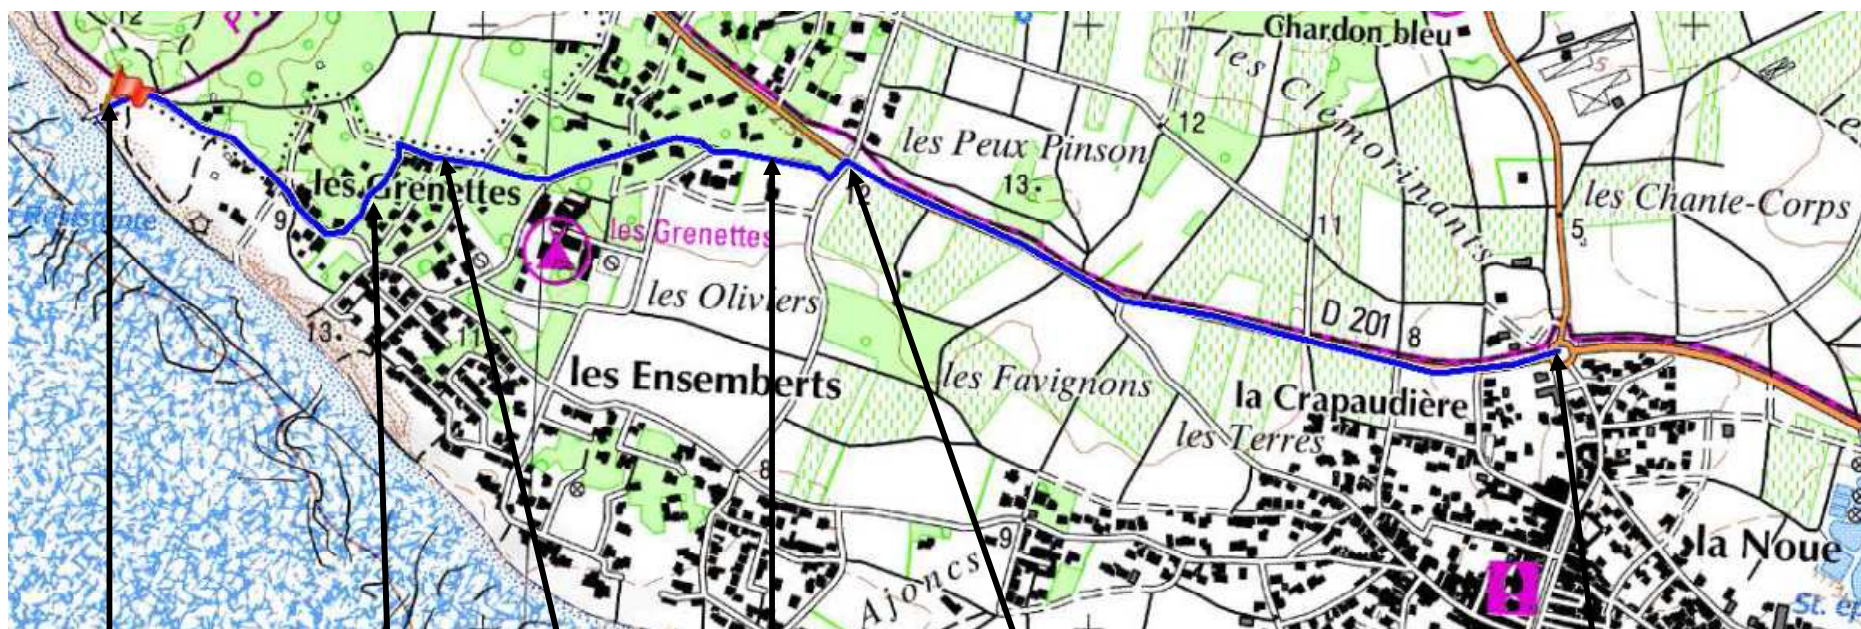 12
Chardon bleu
les Clémorinants
5
12
les Peux Pinson
13
les Chante-Corps
les Grenettes
12
9
11
5
les Grenettes
les Oliviers
D 201
8
13
11
les Ensemberts
les Favignons
la Crapaudière
les Terres
8
9
la Noue
Ajoncs